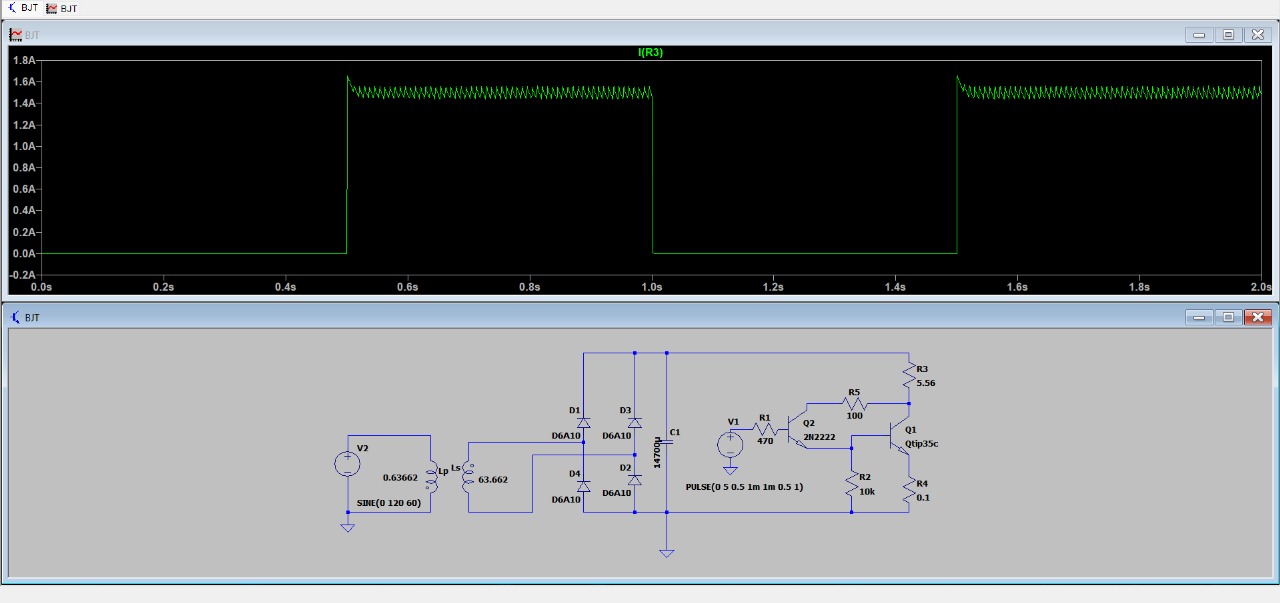 BJT BJT
BJT
I(R3)
1.8A
1.6A
1.4A
1.2A
1.0A
0.8A
0.6A
0.4A
0.2A
0.0A
-0.2A
0.0s 0.2s 0.4s 0.6s 0.8s 1.0s 1.2s 1.4s 1.6s 1.8s 2.0s
BJT
R3
5.56
R5
100
D1
D3
D6A10
D6A10
C1
14700µ
V1
R1
470
Q2
2N2222
Q1
Qtip35c
V2
0.63662
Lp
Ls
63.662
SINE(0 120 60)
D4
D6A10
D2
D6A10
PULSE(0 5 0.5 1m 1m 0.5 1)
R2
10k
R4
0.1